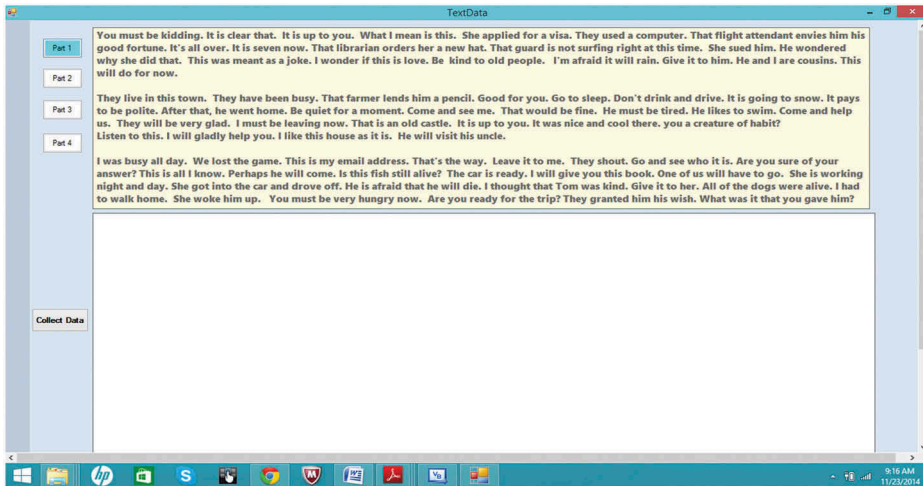 TextData
Part 1
Part 2
Part 3
Part 4
You must be kidding. It is clear that. It is up to you. What I mean is this. She applied for a visa. They used a computer. That flight attendant envies him his
good fortune. It's all over. It is seven now. That librarian orders her a new hat. That guard is not surfing right at this time. She sued him. He wondered
why she did that. This was meant as a joke. I wonder if this is love. Be kind to old people. I'm afraid it will rain. Give it to him. He and I are cousins. This
will do for now.
They live in this town. They have been busy. That farmer lends him a pencil. Good for you. Go to sleep. Don't drink and drive. It is going to snow. It pays
to be polite. After that, he went home. Be quiet for a moment. Come and see me. That would be fine. He must be tired. He likes to swim. Come and help
us. They will be very glad. I must be leaving now. That is an old castle. It is up to you. It was nice and cool there. you a creature of habit?
Listen to this. I will gladly help you. I like this house as it is. He will visit his uncle.
I was busy all day. We lost the game. This is my email address. That's the way. Leave it to me. They shout. Go and see who it is. Are you sure of your
answer? This is all I know. Perhaps he will come. Is this fish still alive? The car is ready. I will give you this book. One of us will have to go. She is working
night and day. She got into the car and drove off. He is afraid that he will die. I thought that Tom was kind. Give it to her. All of the dogs were alive. I had
to walk home. She woke him up. You must be very hungry now. Are you ready for the trip? They granted him his wish. What was it that you gave him?
Collect Data
hp
S
W
VB
9:16 AM
11/23/2014